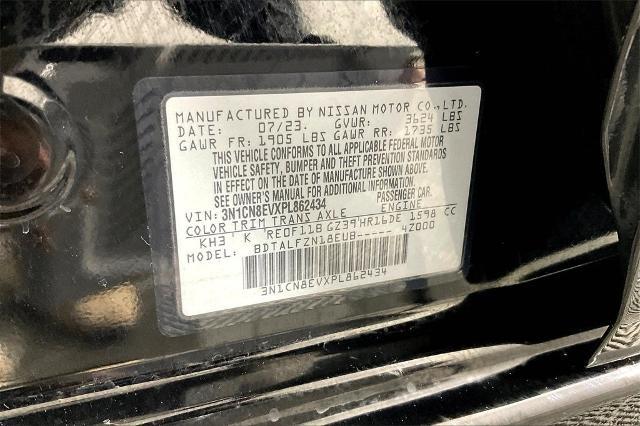 MANUFACTURED BY NISSAN MOTOR CO.,LTD.
DATE: 07/23. GVWR: 3624 LBS
GAWR FR: 1905 LBS GAWR RR: 1735 LBS
THIS VEHICLE CONFORMS TO ALL APPLICABLE FEDERAL MOTOR
VEHICLE SAFETY, BUMPER AND THEFT PREVENTION STANDARDS
IN EFFECT ON THE DATE OF MANUFACTURE SHOWN ABOVE.
SEE OWNER'S MANUAL FOR ADDITIONAL INFORMATION.
VIN: 3N1CN8EVXPL862434 PASSENGER CAR.
COLOR TRIM TRANS AXLE ENGINE
KH3 K RE0F11B GZ39 HR16DE 1598 CC
MODEL: BDTALFZN18EUB----- 4Z000
3N1CN8EVXPL862434